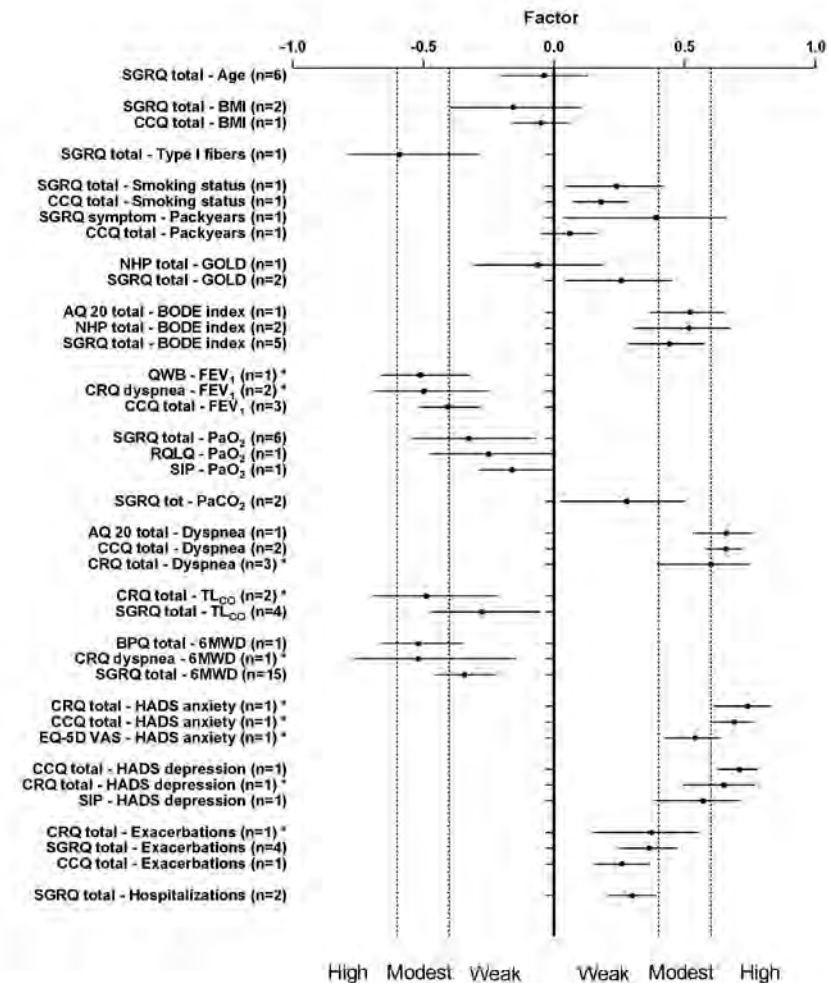 Factor
-1.0 -0.5 0.0 0.5 1.0
SGRQ total - Age (n=6)
SGRQ total - BMI (n=2)
CCQ total - BMI (n=1)
SGRQ total - Type I fibers (n=1)
SGRQ total - Smoking status (n=1)
CCQ total - Smoking status (n=1)
SGRQ symptom - Packyears (n=1)
CCQ total - Packyears (n=1)
NHP total - GOLD (n=1)
SGRQ total - GOLD (n=2)
AQ 20 total - BODE index (n=1)
NHP total - BODE index (n=2)
SGRQ total - BODE index (n=5)
QWB - FEV₁ (n=1) *
CRQ dyspnea - FEV₁ (n=2) *
CCQ total - FEV₁ (n=3)
SGRQ total - PaO₂ (n=6)
RQLQ - PaO₂ (n=1)
SIP - PaO₂ (n=1)
SGRQ tot - PaCO₂ (n=2)
AQ 20 total - Dyspnea (n=1)
CCQ total - Dyspnea (n=2)
CRQ total - Dyspnea (n=3) *
CRQ total - TL_CO (n=2) *
SGRQ total - TL_CO (n=4)
BPQ total - 6MWD (n=1)
CRQ dyspnea - 6MWD (n=1) *
SGRQ total - 6MWD (n=15)
CRQ total - HADS anxiety (n=1) *
CCQ total - HADS anxiety (n=1) *
EQ-5D VAS - HADS anxiety (n=1) *
CCQ total - HADS depression (n=1)
CRQ total - HADS depression (n=1) *
SIP - HADS depression (n=1)
CRQ total - Exacerbations (n=1) *
SGRQ total - Exacerbations (n=4)
CCQ total - Exacerbations (n=1)
SGRQ total - Hospitalizations (n=2)
High Modest Weak Weak Modest High